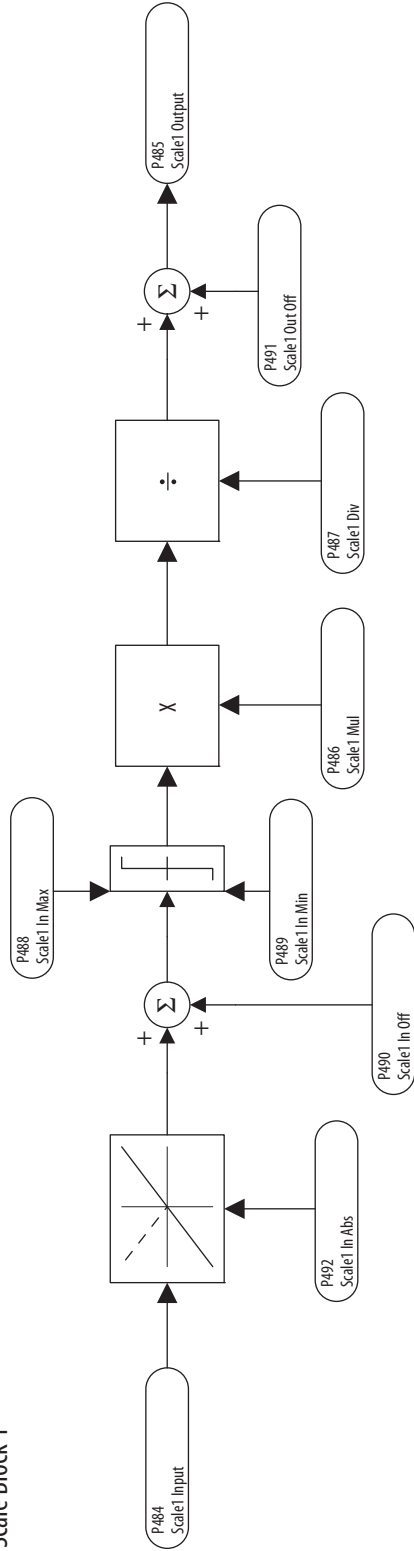 Scale Block 1
P484
Scale1 Input
P492
Scale1 In Abs
+
+
Σ
P490
Scale1 In Off
P488
Scale1 In Max
P489
Scale1 In Min
X
P486
Scale1 Mul
÷
P487
Scale1 Div
+
+
Σ
P491
Scale1 Out Off
P485
Scale1 Output